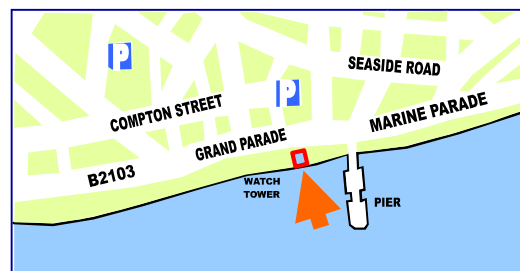 P
SEASIDE ROAD
P
COMPTON STREET
MARINE PARADE
GRAND PARADE
B2103
WATCH
TOWER
PIER